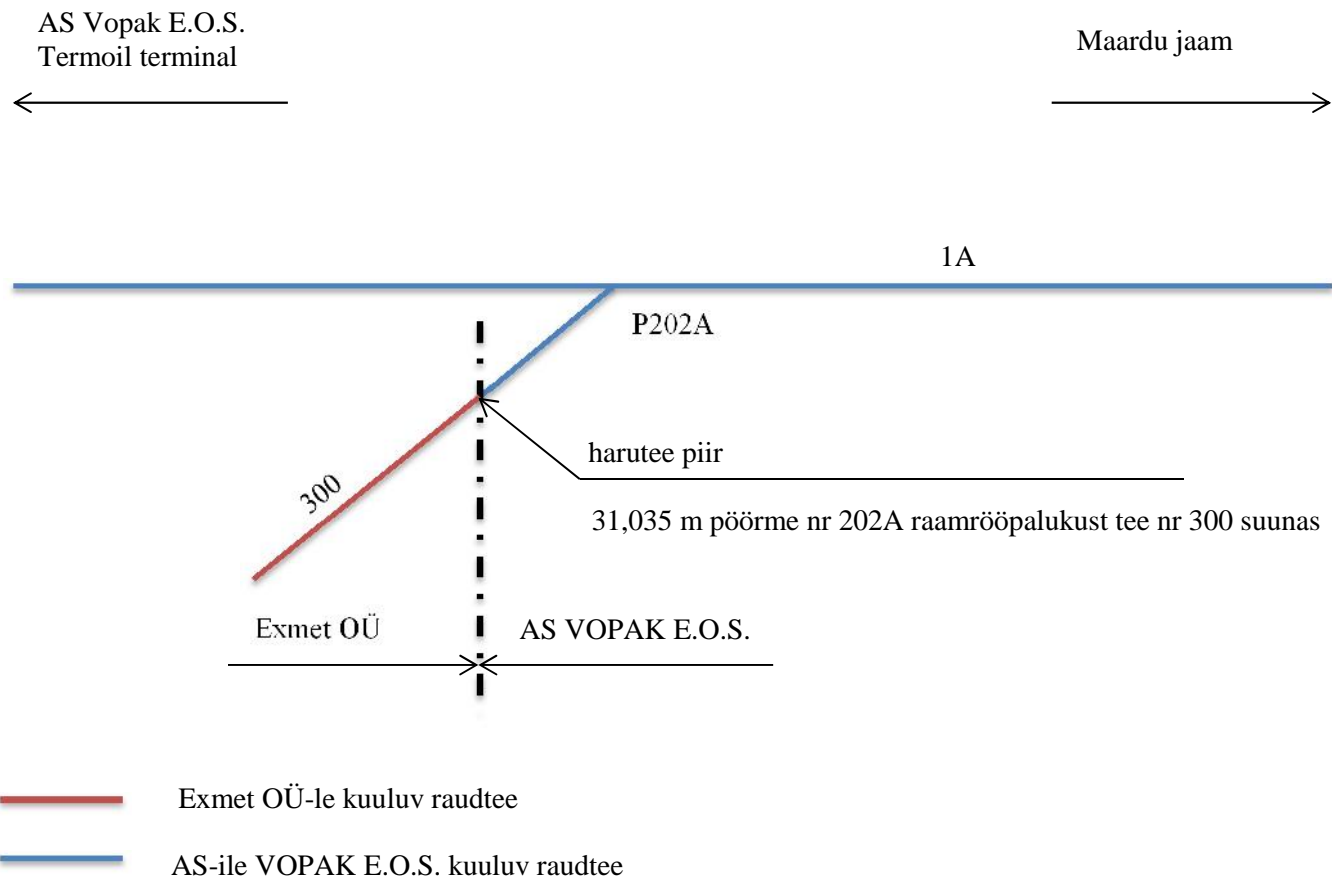 AS Vopak E.O.S.
Termoil terminal
Maardu jaam
1A
P202A
harutee piir
300
31,035 m pöörme nr 202A raamrööpalukust tee nr 300 suunas
Exmet OÜ
AS VOPAK E.O.S.
Exmet OÜ-le kuuluv raudtee
AS-ile VOPAK E.O.S. kuuluv raudtee